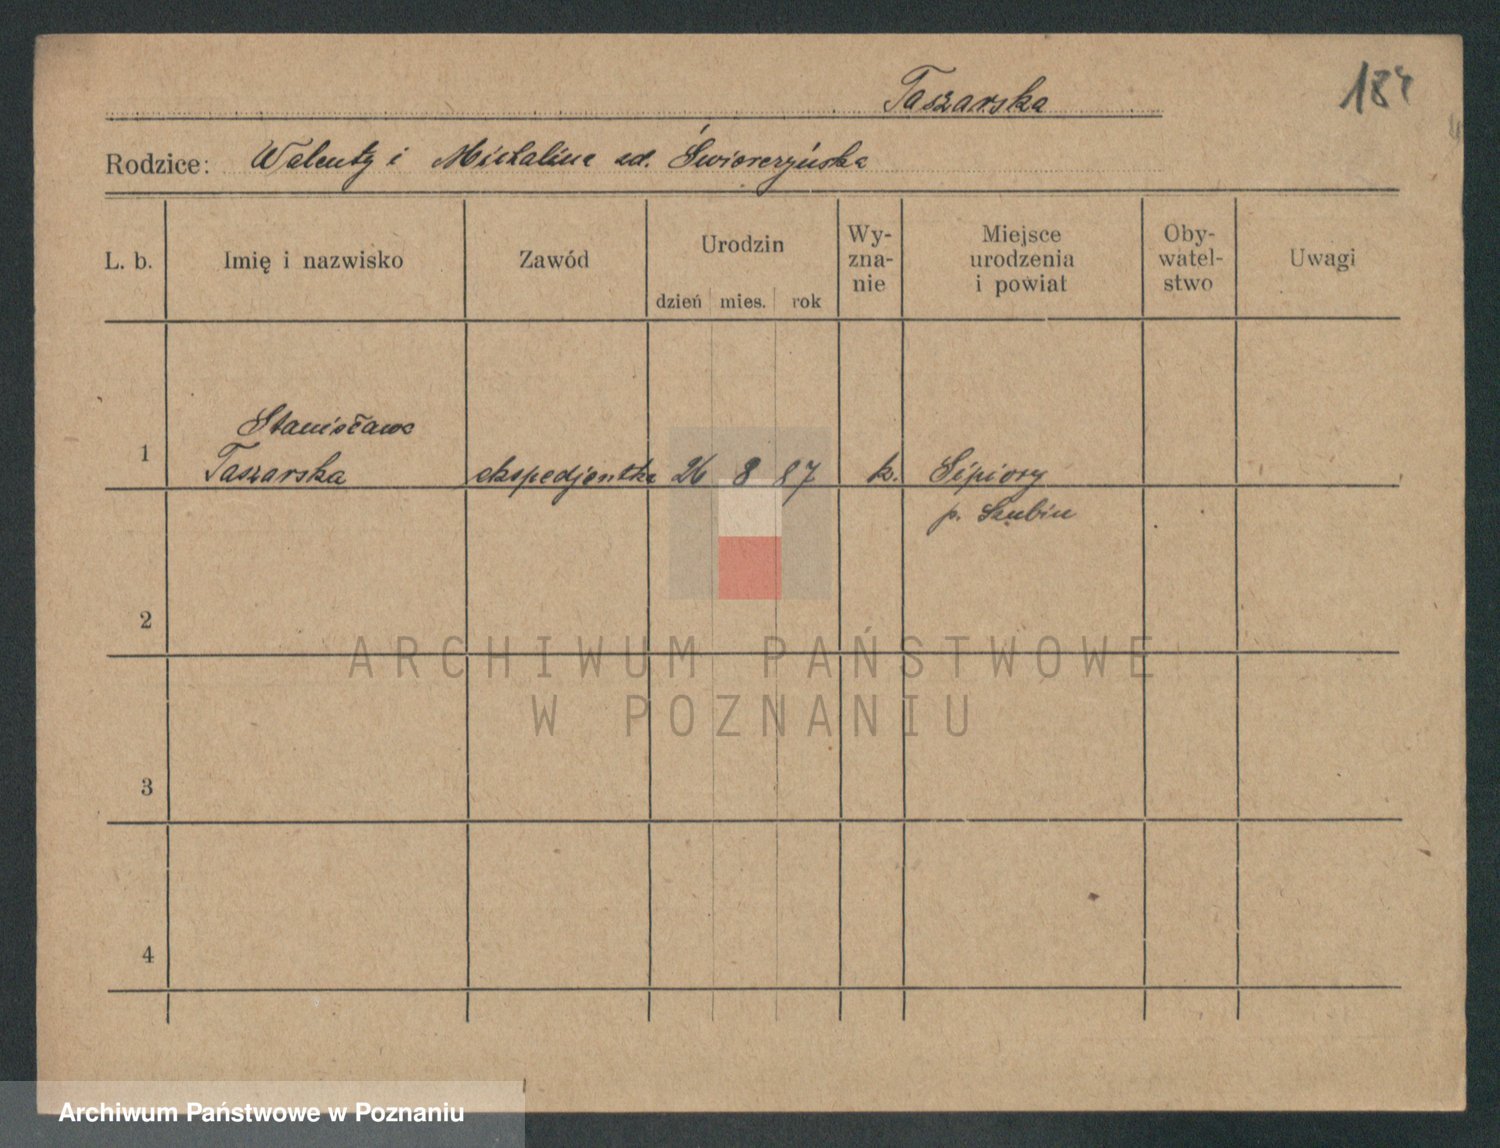 Taszarska
184
Rodzice: Walenty i Michalina zd. Świorczyńska
L. b.
Imię i nazwisko
Zawód
Urodzin
dzień mies. rok
Wy-
zna-
nie
Miejsce
urodzenia
i powiat
Oby-
watel-
stwo
Uwagi
1
Stanisława
Taszarska
ekspedjentka
26 8 87
k.
Sipiory
p. Szubin
2
3
4
ARCHIWUM PAŃSTWOWE
W POZNANIU
Archiwum Państwowe w Poznaniu